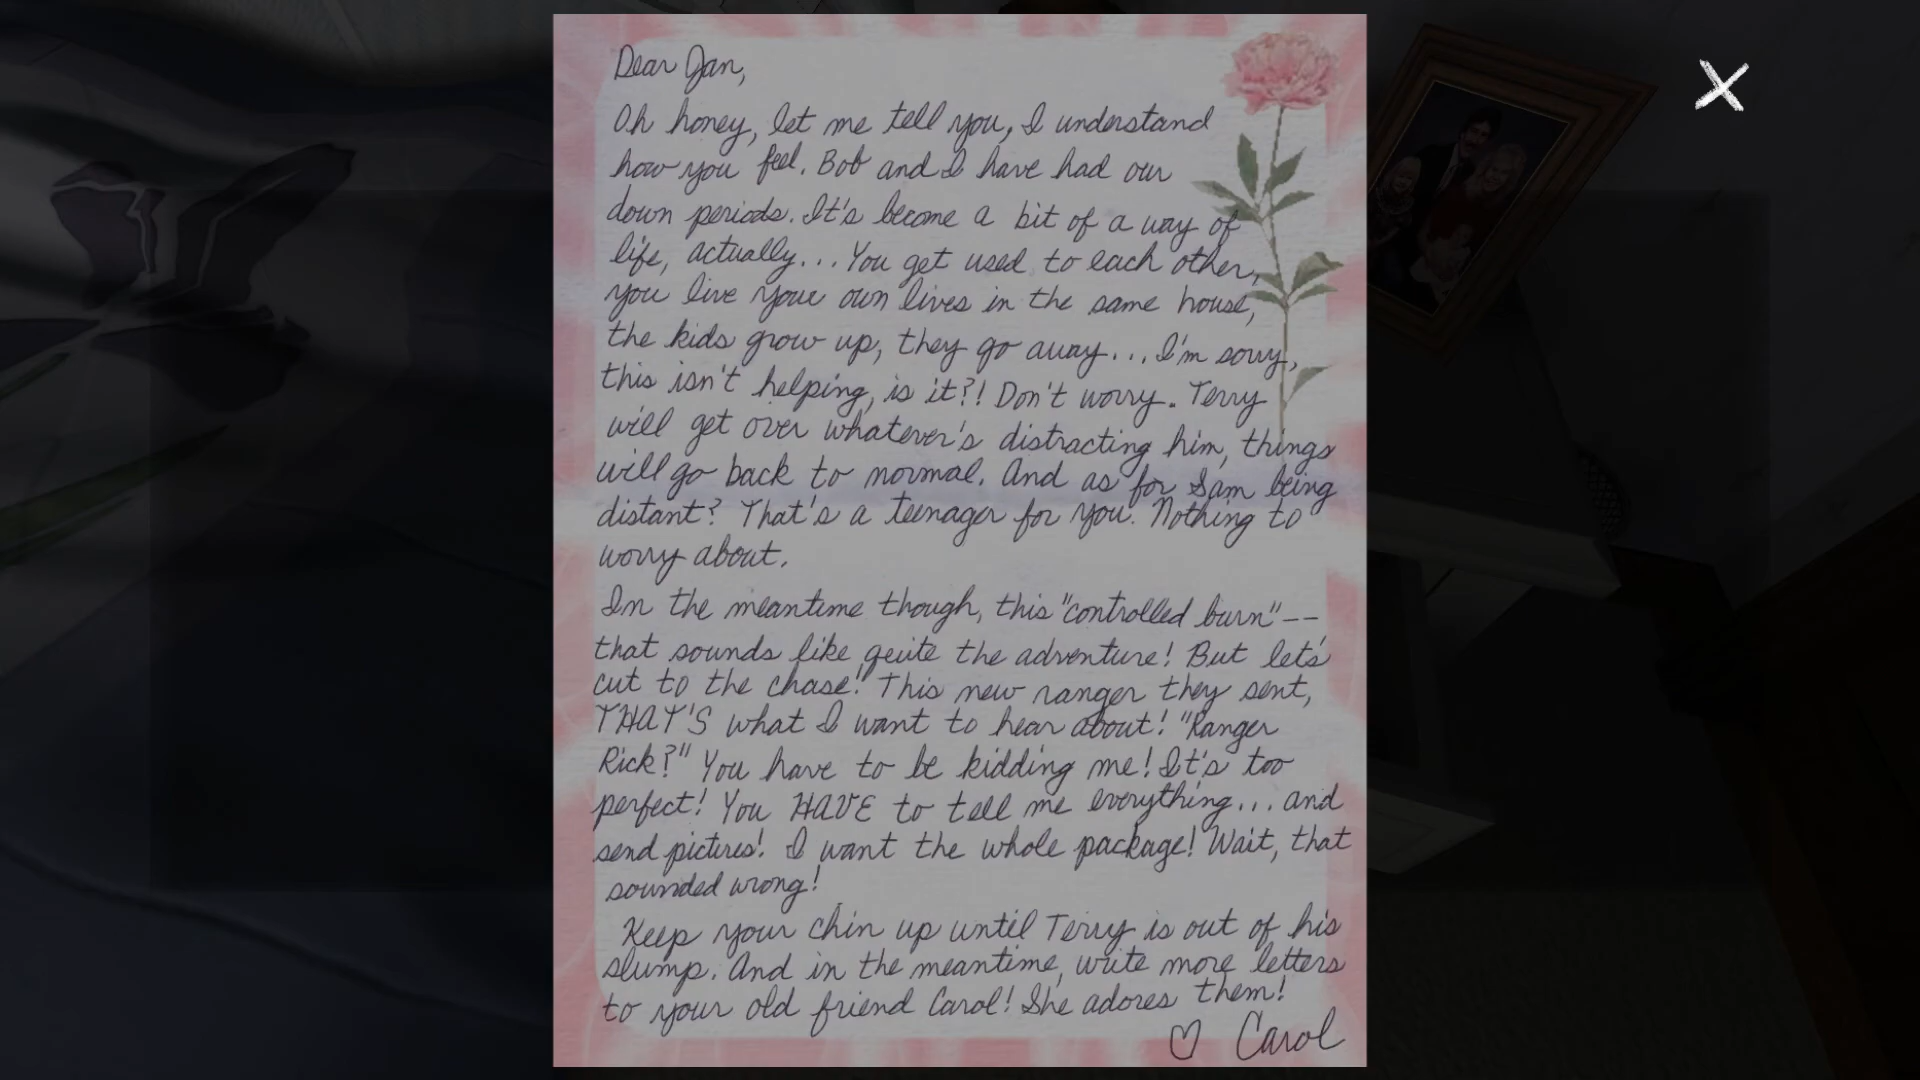 Dear Jan,
Oh honey, let me tell you, I understand
how you feel. Bob and I have had our
down periods. It's become a bit of a way of
life, actually... You get used to each other,
you live your own lives in the same house,
the kids grow up, they go away... I'm sorry,
this isn't helping, is it?! Don't worry. Terry
will get over whatever's distracting him, things
will go back to normal. And as for Sam being
distant? That's a teenager for you. Nothing to
worry about.
In the meantime though, this "controlled burn"--
that sounds like quite the adventure! But let's
cut to the chase! This new ranger they sent,
THAT'S what I want to hear about! "Ranger
Rick?" You have to be kidding me! It's too
perfect! You HAVE to tell me everything... and
send pictures! I want the whole package! Wait, that
sounded wrong!
Keep your chin up until Terry is out of his
slump. And in the meantime, write more letters
to your old friend Carol! She adores them!
♡ Carol